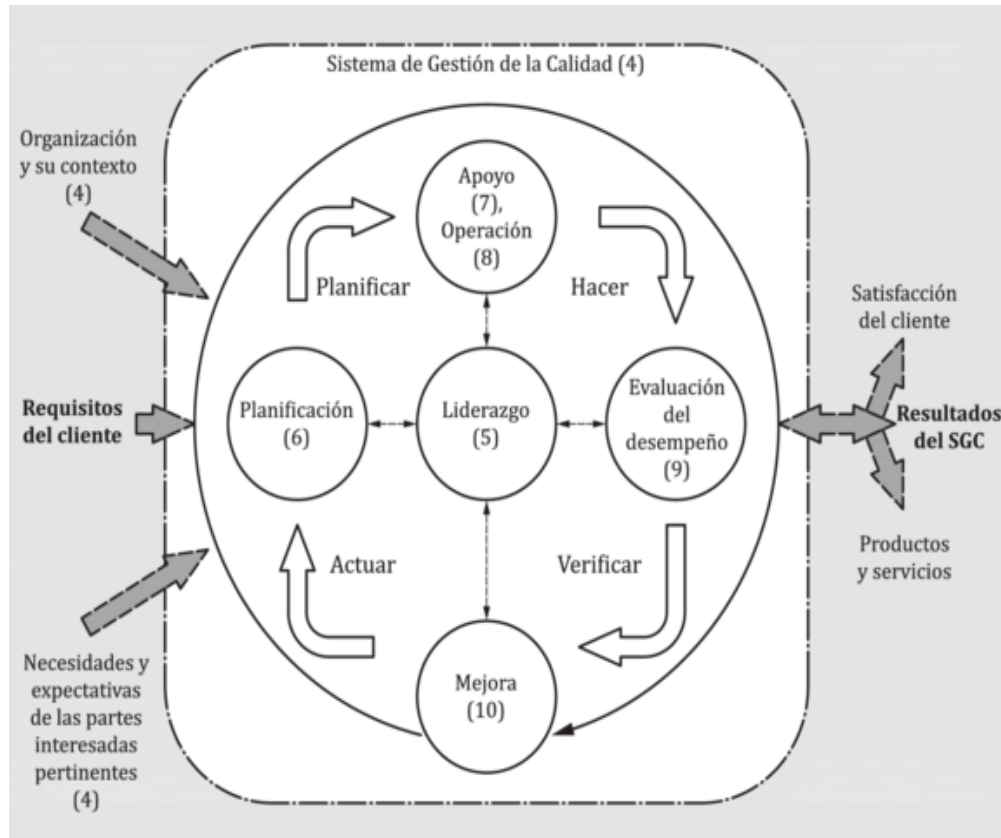 Sistema de Gestión de la Calidad (4)
Organización
y su contexto
(4)
Apoyo
(7),
Operación
(8)
Planificar
Hacer
Satisfacción
del cliente
Requisitos
del cliente
Planificación
(6)
Liderazgo
(5)
Evaluación
del
desempeño
(9)
Resultados
del SGC
Actuar
Verificar
Productos
y servicios
Necesidades y
expectativas
de las partes
interesadas
pertinentes
(4)
Mejora
(10)